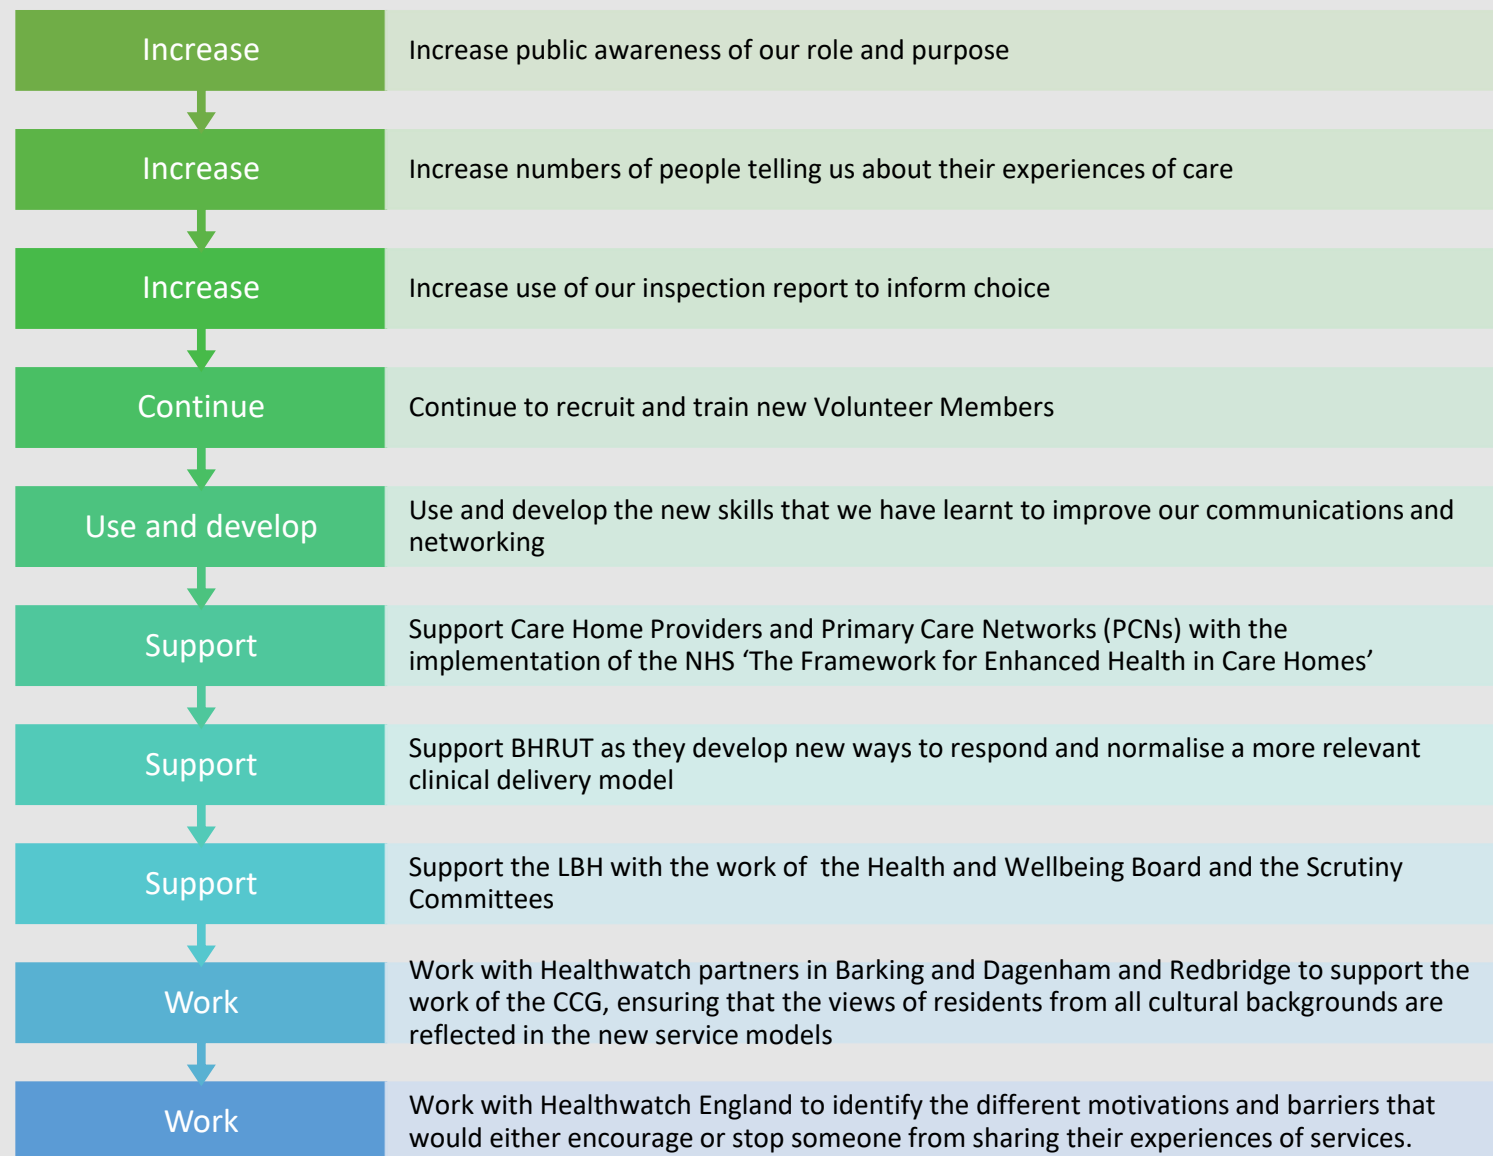 Increase
Increase public awareness of our role and purpose
Increase
Increase numbers of people telling us about their experiences of care
Increase
Increase use of our inspection report to inform choice
Continue
Continue to recruit and train new Volunteer Members
Use and develop
Use and develop the new skills that we have learnt to improve our communications and
networking
Support
Support Care Home Providers and Primary Care Networks (PCNs) with the
implementation of the NHS ‘The Framework for Enhanced Health in Care Homes’
Support
Support BHRUT as they develop new ways to respond and normalise a more relevant
clinical delivery model
Support
Support the LBH with the work of  the Health and Wellbeing Board and the Scrutiny
Committees
Work
Work with Healthwatch partners in Barking and Dagenham and Redbridge to support the
work of the CCG, ensuring that the views of residents from all cultural backgrounds are
reflected in the new service models
Work
Work with Healthwatch England to identify the different motivations and barriers that
would either encourage or stop someone from sharing their experiences of services.